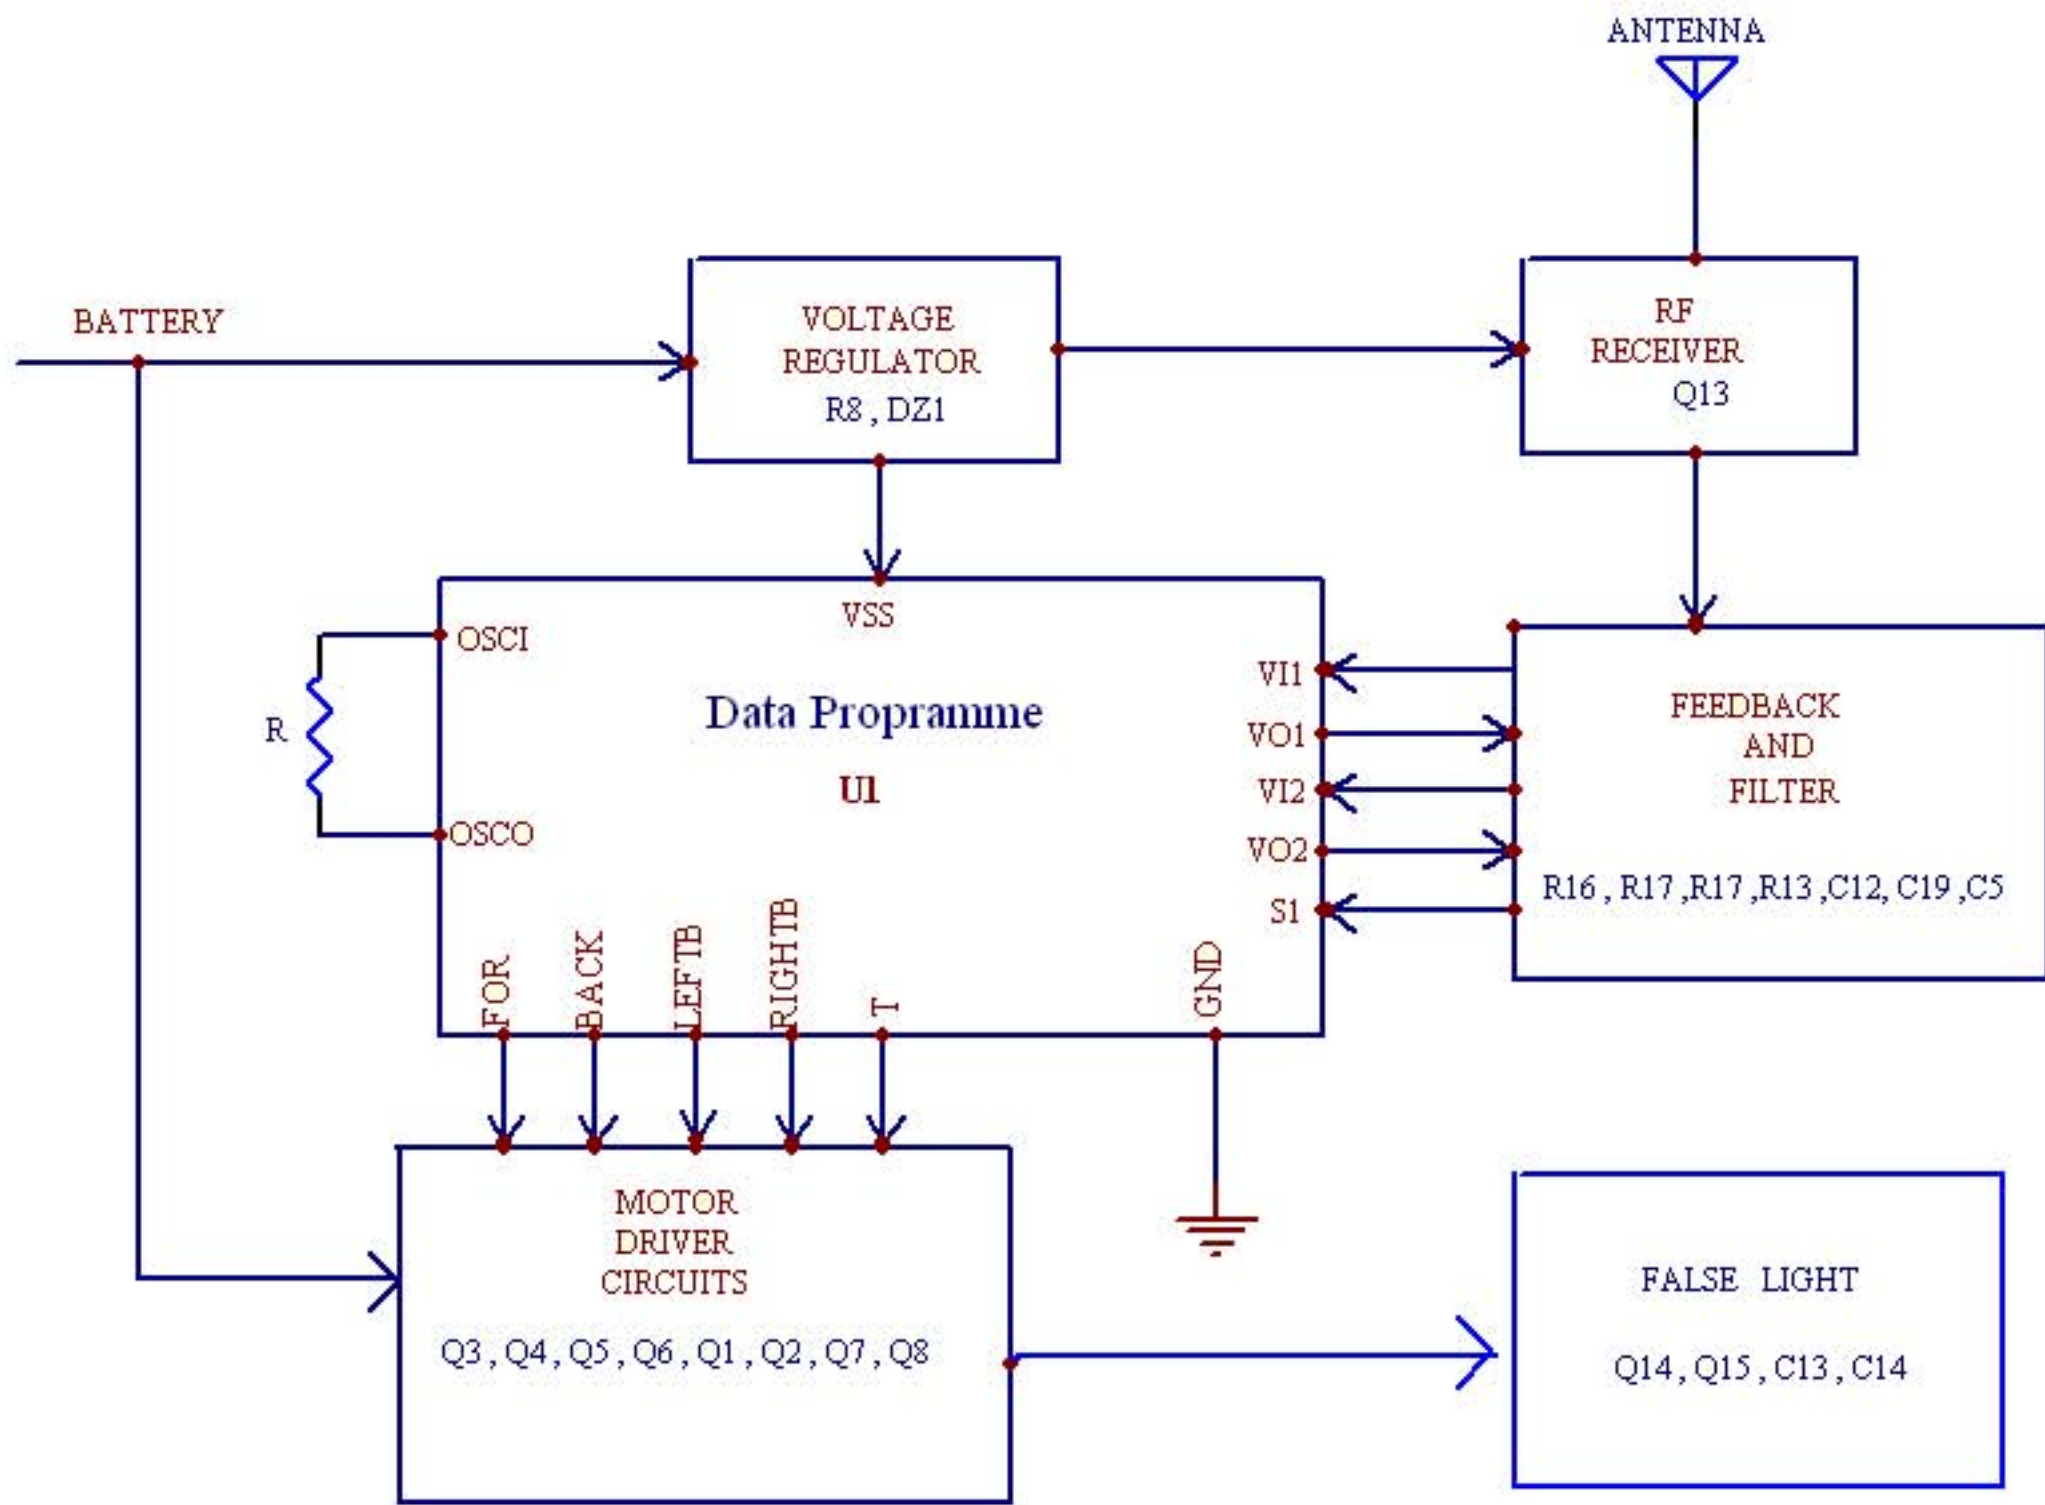 ANTENNA
BATTERY
VOLTAGE
REGULATOR
R8 , DZ1
RF
RECEIVER
Q13
OSCI
VSS
R
OSCO
Data Propramme
U1
VI1
VO1
VI2
VO2
S1
FEEDBACK
AND
FILTER
R16 , R17 ,R17 ,R13 ,C12, C19 ,C5
FOR
BACK
LEFTB
RIGHTB
T
GND
MOTOR
DRIVER
CIRCUITS
Q3 , Q4 , Q5 , Q6 , Q1 , Q2 , Q7 , Q8
FALSE LIGHT
Q14 , Q15 , C13 , C14